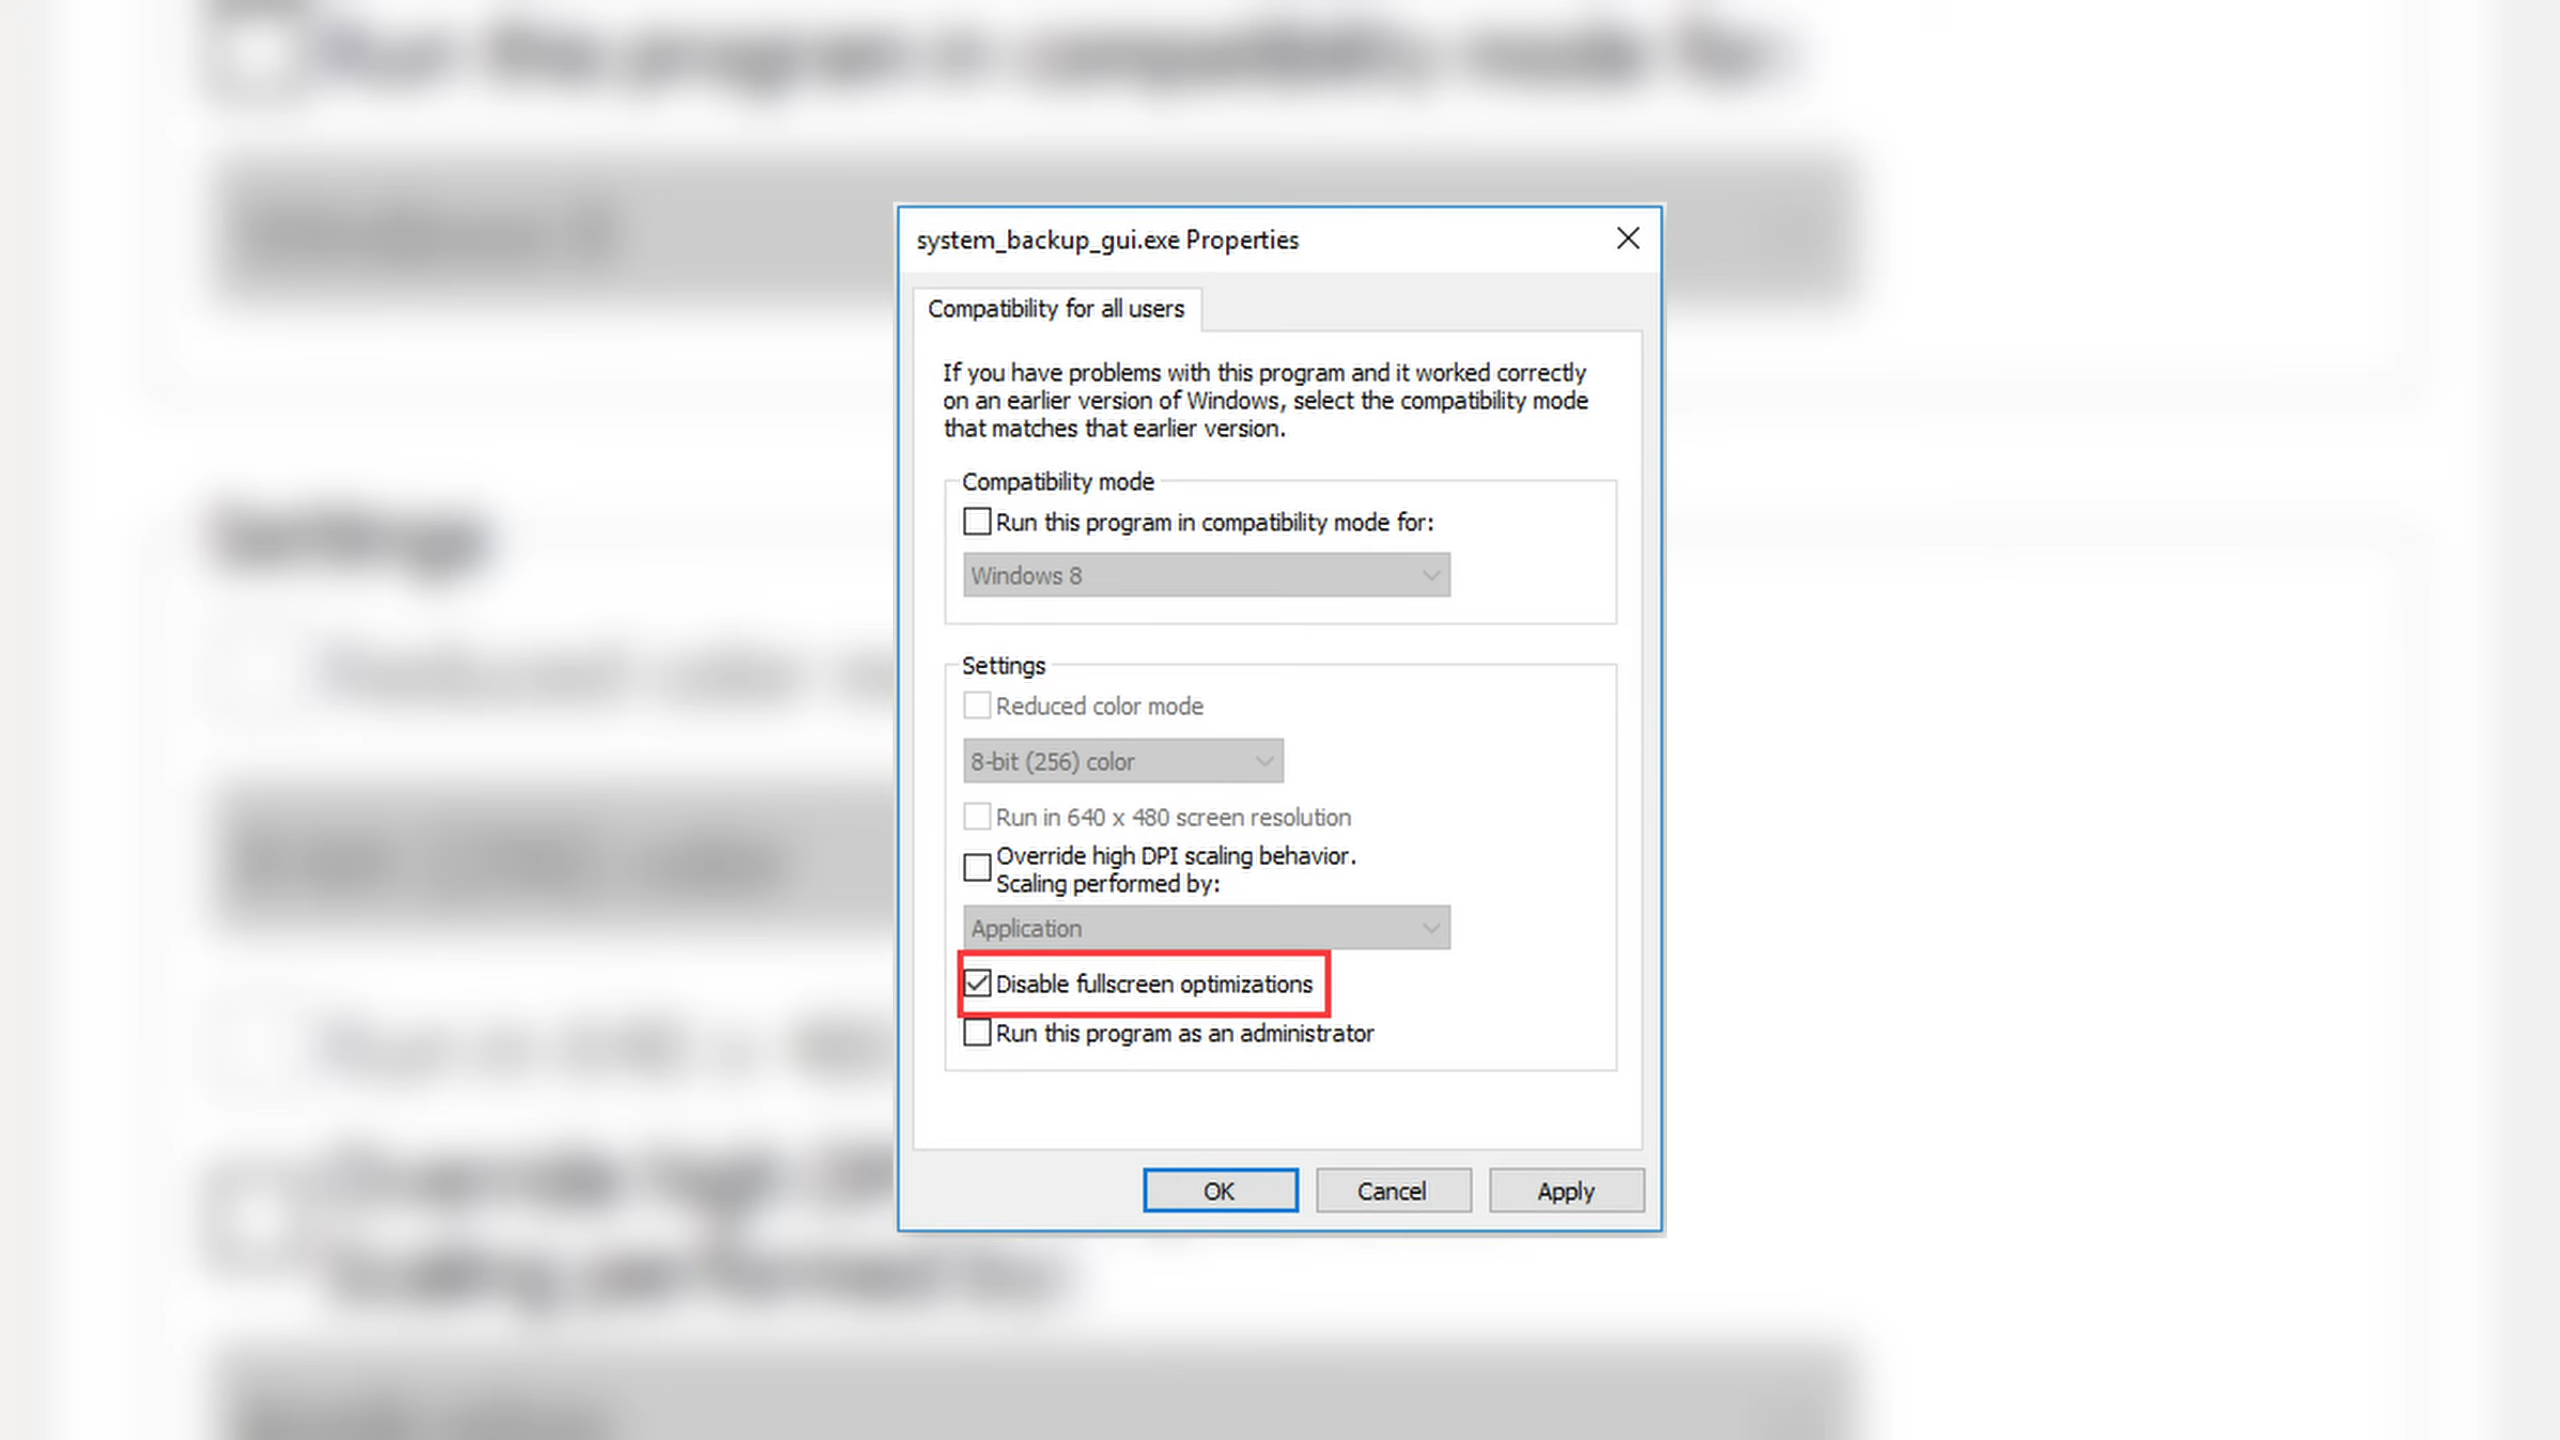 system_backup_gui.exe Properties
Compatibility for all users
If you have problems with this program and it worked correctly
on an earlier version of Windows, select the compatibility mode
that matches that earlier version.
Compatibility mode
Run this program in compatibility mode for:
Windows 8
Settings
Reduced color mode
8-bit (256) color
Run in 640 x 480 screen resolution
Override high DPI scaling behavior.
Scaling performed by:
Application
Disable fullscreen optimizations
Run this program as an administrator
OK
Cancel
Apply